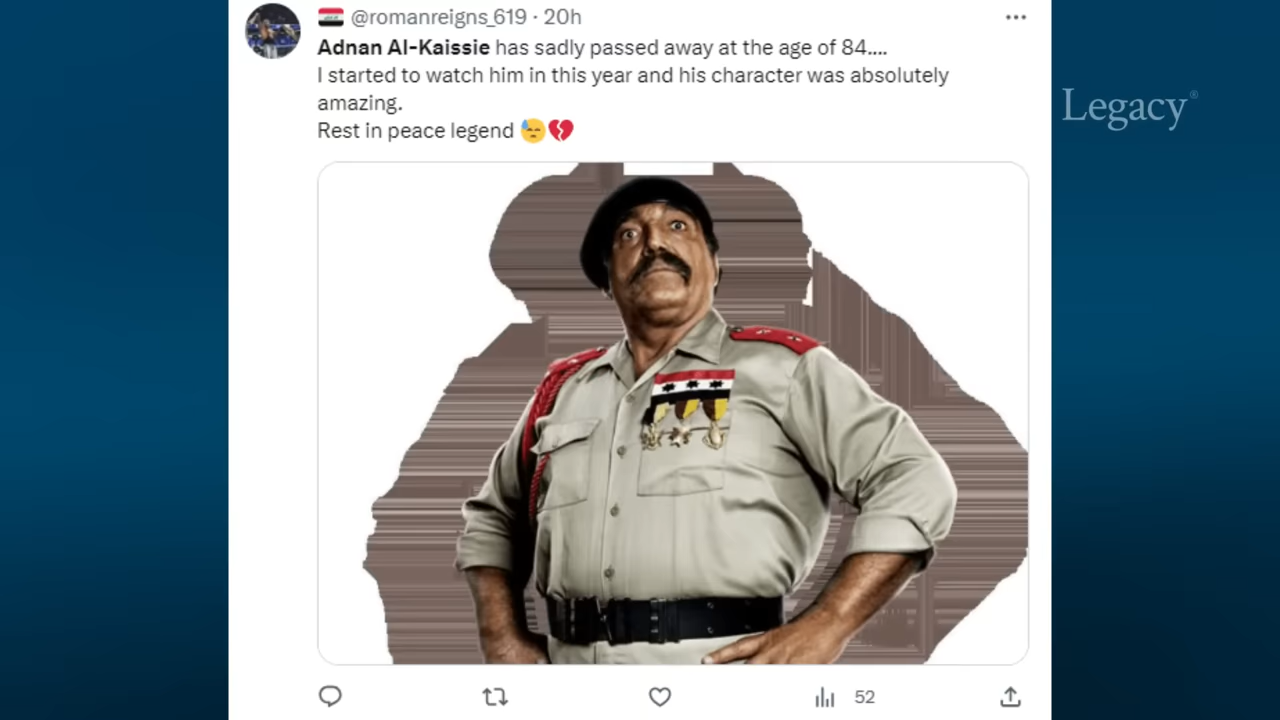 @romanreigns_619 · 20h
Adnan Al-Kaissie has sadly passed away at the age of 84....
I started to watch him in this year and his character was absolutely
amazing.
Rest in peace legend 😓💔
Legacy®
52